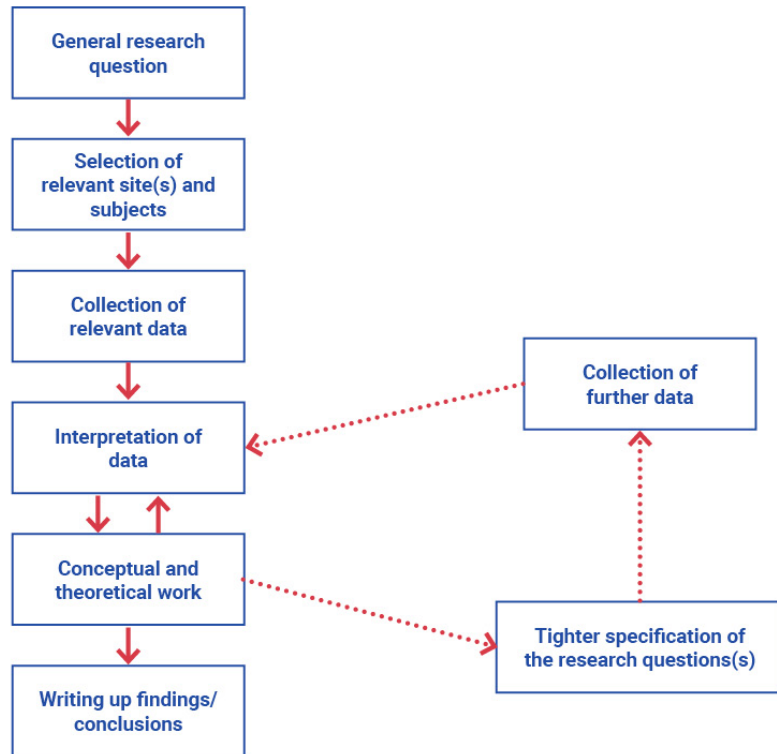 General research
question
Selection of
relevant site(s) and
subjects
Collection of
relevant data
Interpretation of
data
Conceptual and
theoretical work
Writing up findings/
conclusions
Collection of
further data
Tighter specification of
the research questions(s)